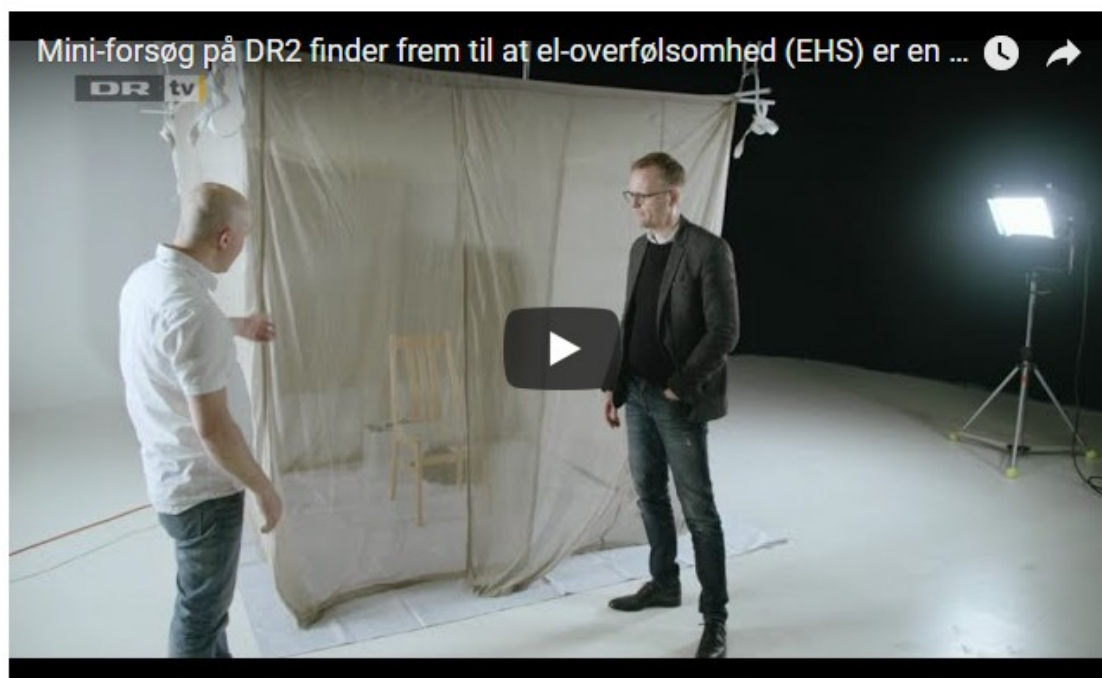 Mini-forsøg på DR2 finder frem til at el-overfølsomhed (EHS) er en ...
DR tv